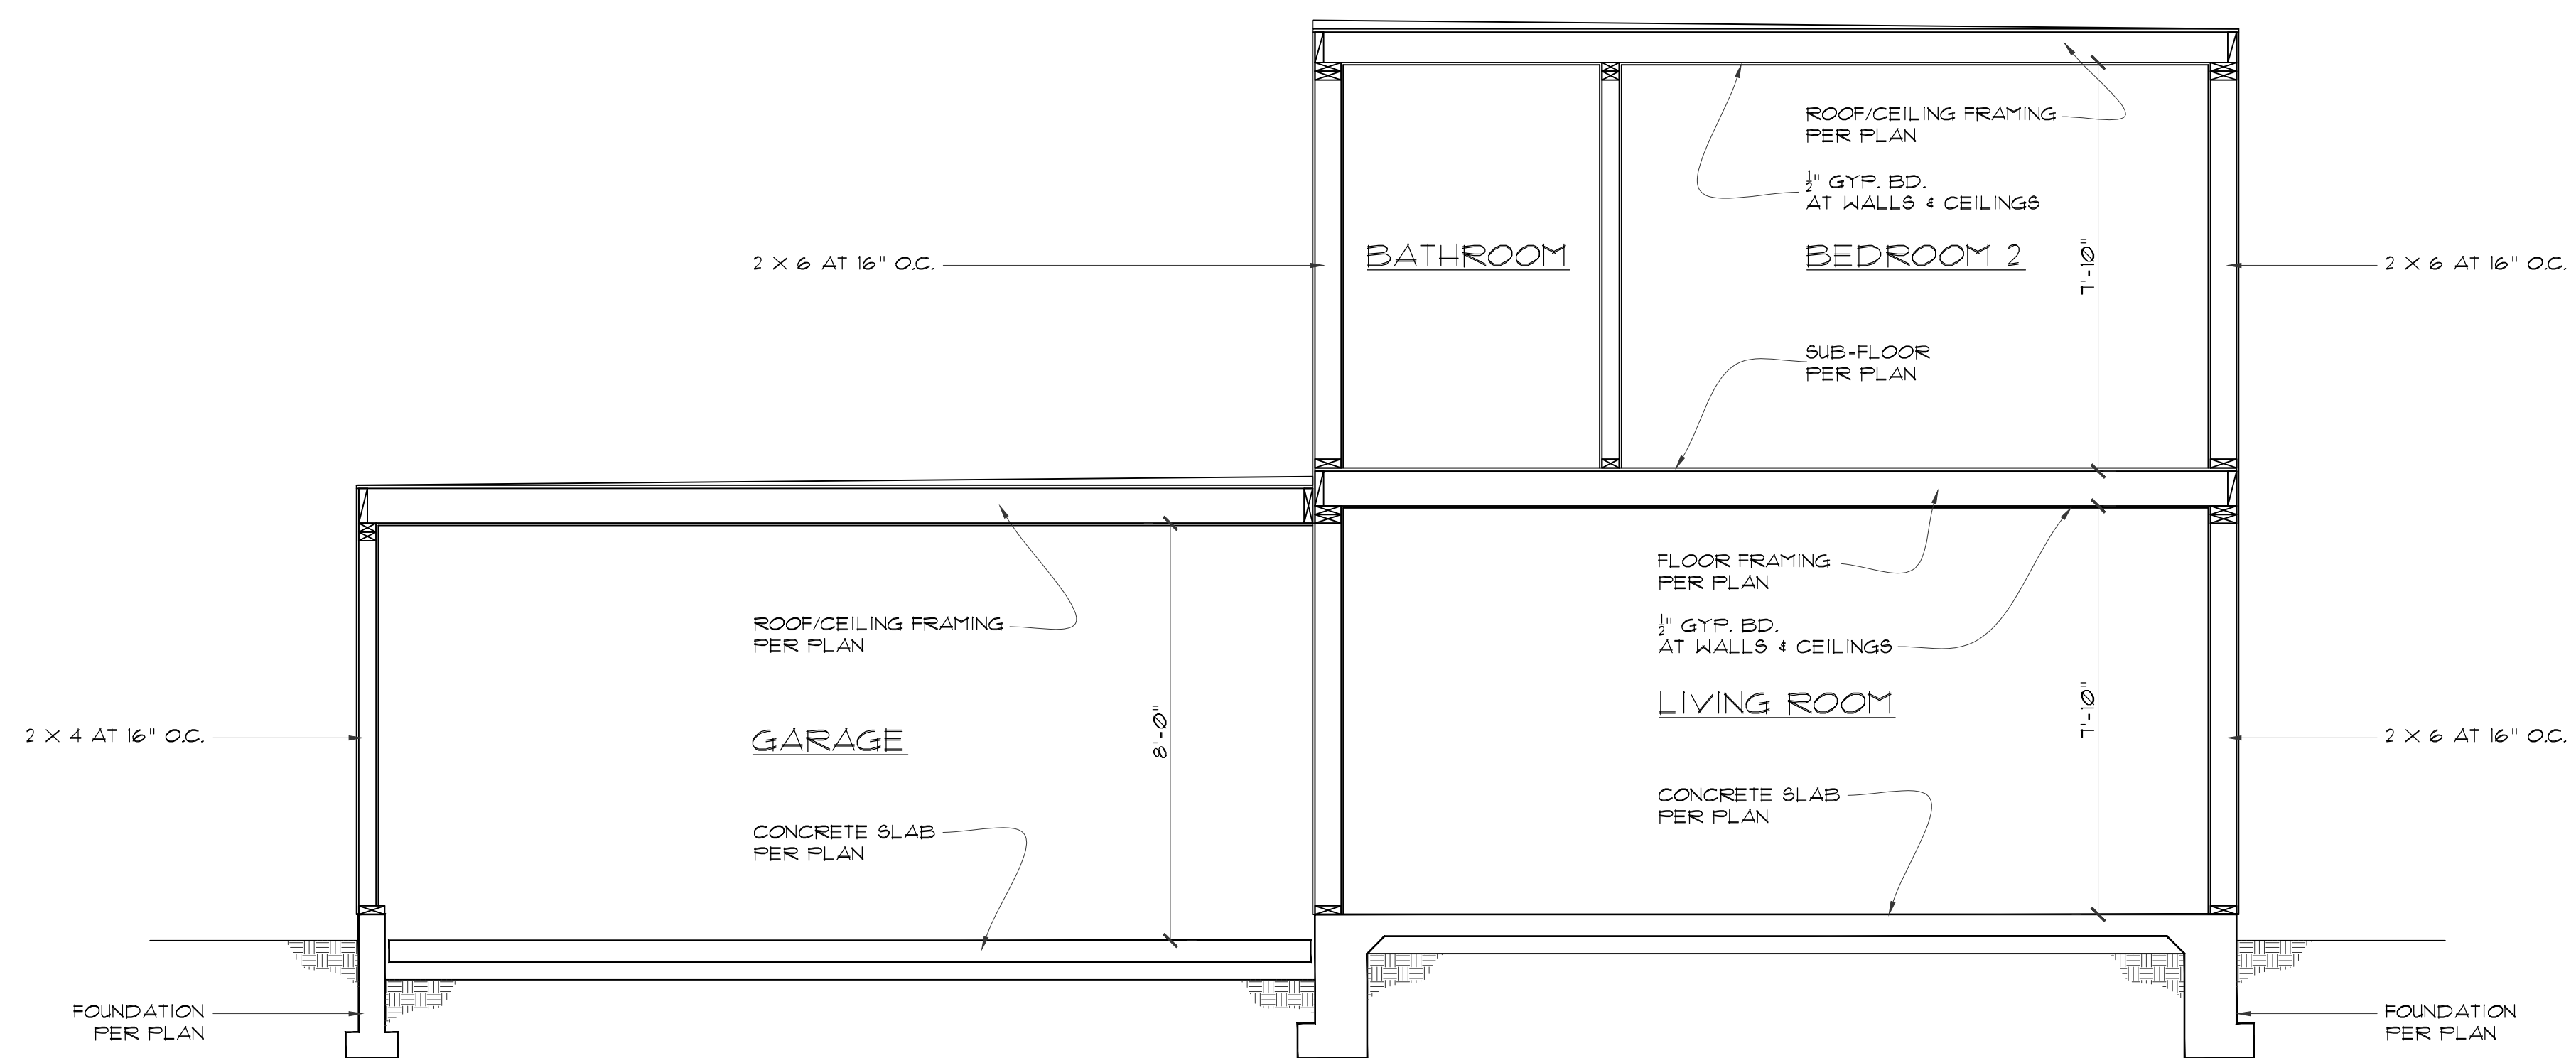 ROOF/CEILING FRAMING
PER PLAN
1/2" GYP. BD.
AT WALLS & CEILINGS
2 X 6 AT 16" O.C.
BATHROOM
BEDROOM 2
7'-10"
2 X 6 AT 16" O.C.
SUB-FLOOR
PER PLAN
FLOOR FRAMING
PER PLAN
ROOF/CEILING FRAMING
PER PLAN
1/2" GYP. BD.
AT WALLS & CEILINGS
LIVING ROOM
7'-10"
2 X 4 AT 16" O.C.
GARAGE
8'-0"
2 X 6 AT 16" O.C.
CONCRETE SLAB
PER PLAN
CONCRETE SLAB
PER PLAN
FOUNDATION
PER PLAN
FOUNDATION
PER PLAN